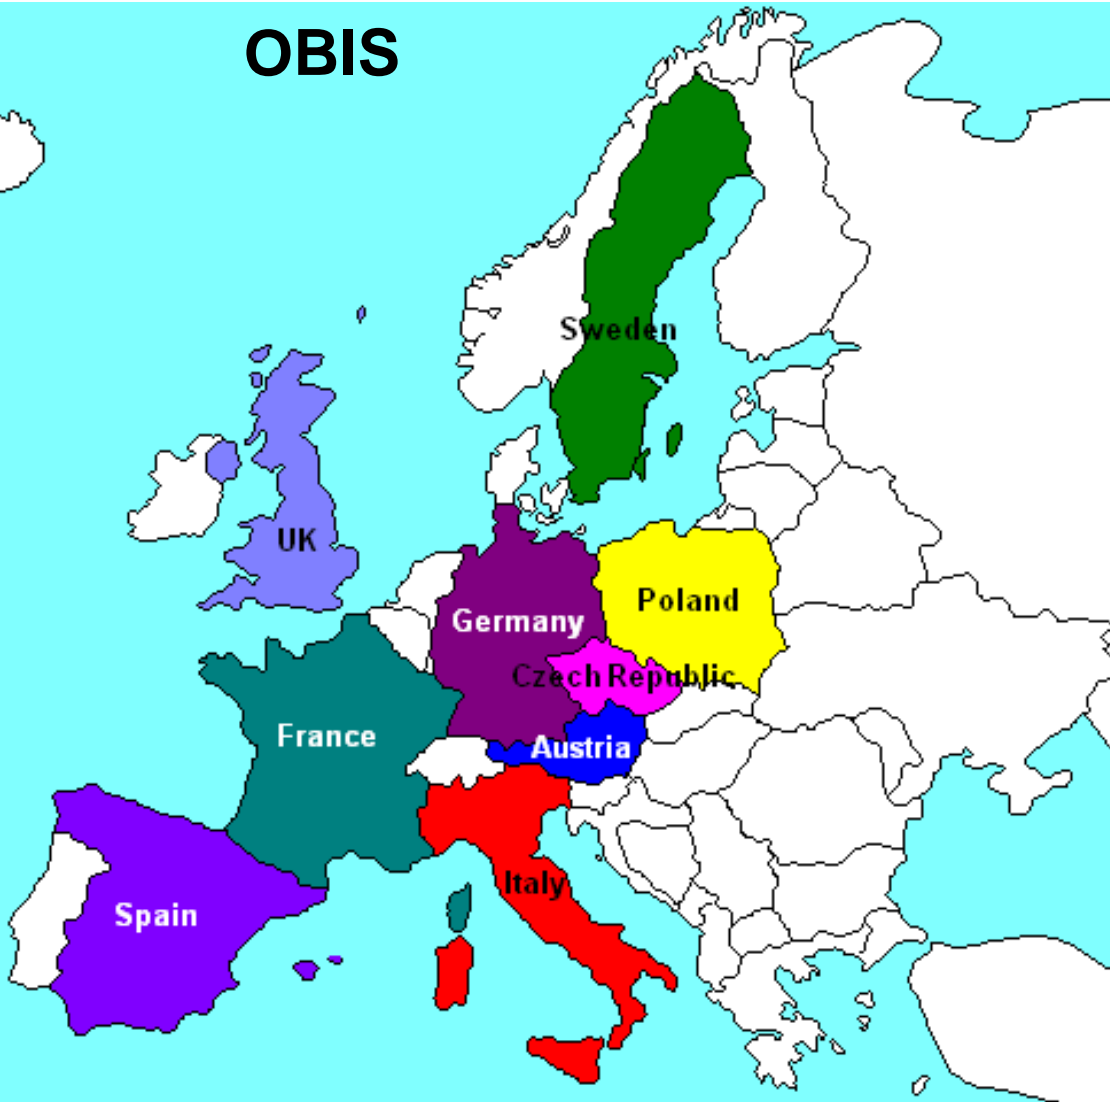 OBIS
Sweden
UK
Poland
Germany
Czech Republic
France
Austria
Italy
Spain